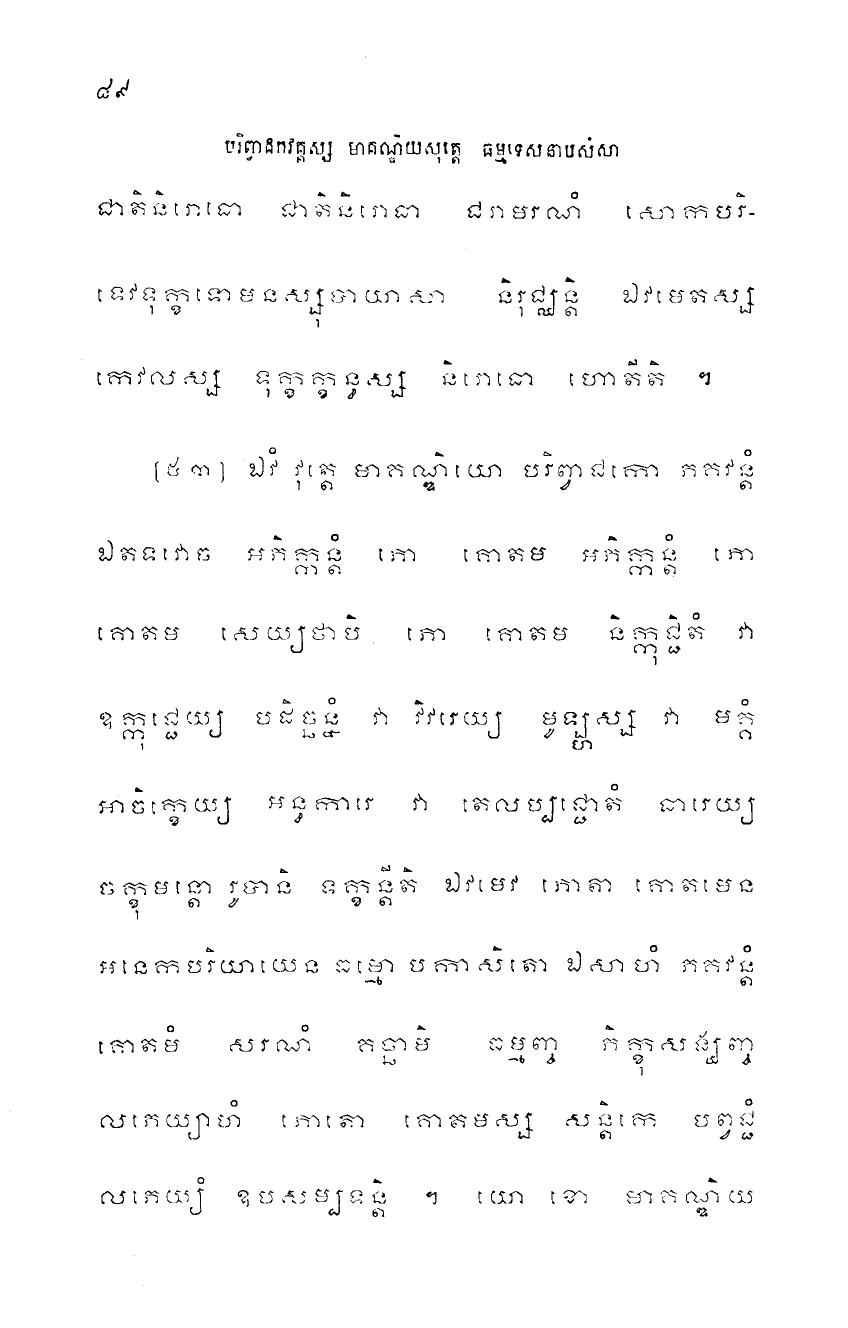 ៨៩
បរិព្វាជិកវគ្គស្ស មាគណ្ឌិយសុត្តេ ធម្មទេសនាបសំសា
ជាតិនិរោធោ ជាតិនិរោធា ជរាមរណំ សោកបរិ-
ទេវទុក្ខទោមនស្សុបាយាសា និរុជ្ឈន្តិ ឯវមេតស្ស
កេវលស្ស ទុក្ខក្ខន្ធស្ស និរោធោ ហោតីតិ ។
[៥៣] ឯវំ វុត្តេ មាគណ្ឌិយោ បរិព្វាជកោ ភគវន្តំ
ឯតទវោច អភិក្កន្តំ ភោ គោតម អភិក្កន្តំ ភោ
គោតម សេយ្យថាបិ ភោ គោតម និក្កុជ្ជិតំ វា
ឧក្កុជ្ជេយ្យ បដិច្ឆន្នំ វា វិវរេយ្យ មូឡ្ហស្ស វា មគ្គំ
អាចិក្ខេយ្យ អន្ធការេ វា តេលប្បជ្ជោតំ ធារេយ្យ
ចក្ខុមន្តោ រូបានិ ទក្ខន្តីតិ ឯវមេវ ភោតា គោតមេន
អនេកបរិយាយេន ធម្មោ បកាសិតោ ឯសាហំ ភគវន្តំ
គោតមំ សរណំ គច្ឆាមិ ធម្មញ្ច ភិក្ខុសង្ឃញ្ច
លភេយ្យាហំ ភោតោ គោតមស្ស សន្តិកេ បព្វជ្ជំ
លភេយ្យំ ឧបសម្បទន្តិ ។ យោ ខោ មាគណ្ឌិយ